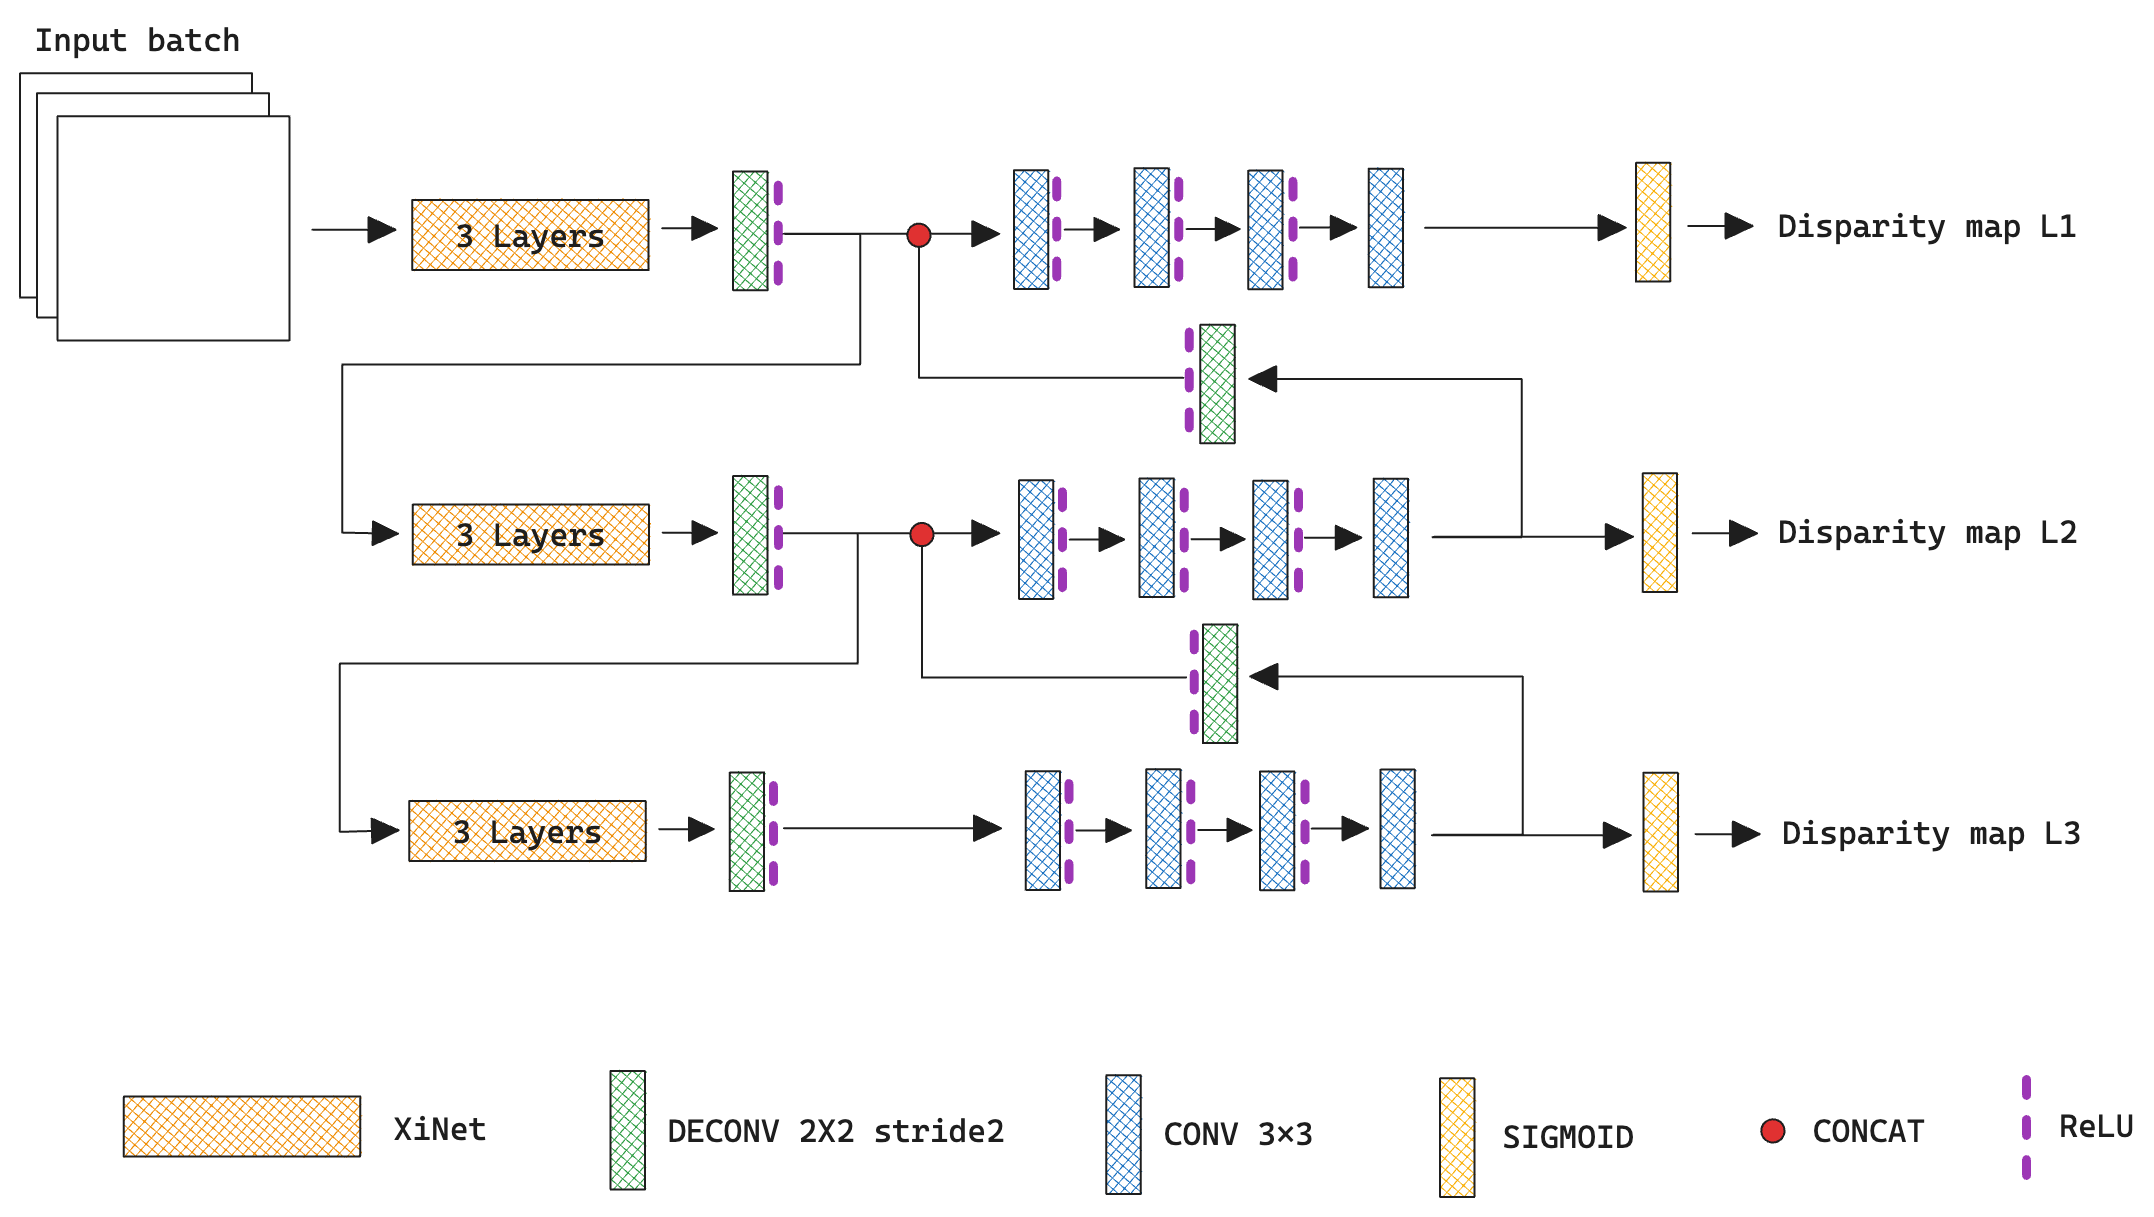 Input batch
3 Layers
Disparity map L1
3 Layers
Disparity map L2
3 Layers
Disparity map L3
XiNet
DECONV 2X2 stride2
CONV 3×3
SIGMOID
CONCAT
ReLU